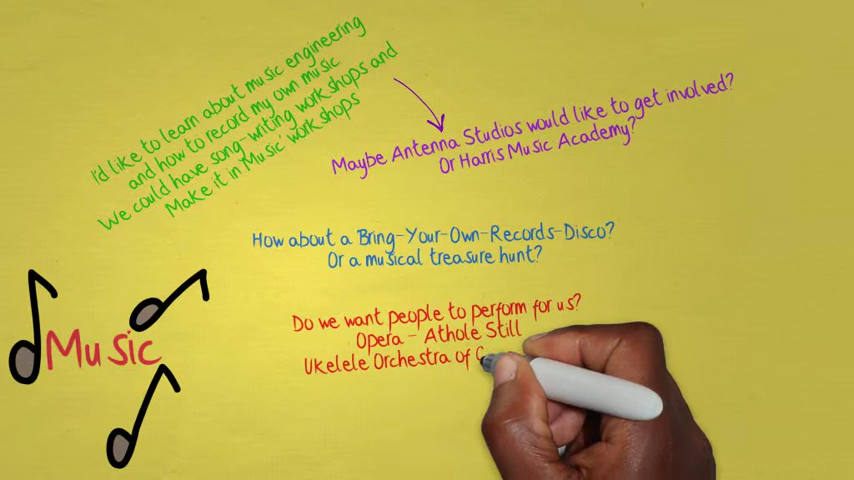 I'd like to learn about music engineering
and how to record my own music
We could have song-writing workshops and
'Make it in Music' workshops
Maybe Antenna Studios would like to get involved?
Or Harris Music Academy?
How about a Bring-Your-Own-Records-Disco?
Or a musical treasure hunt?
Do we want people to perform for us?
Opera - Athole Still
Ukelele Orchestra of
Music